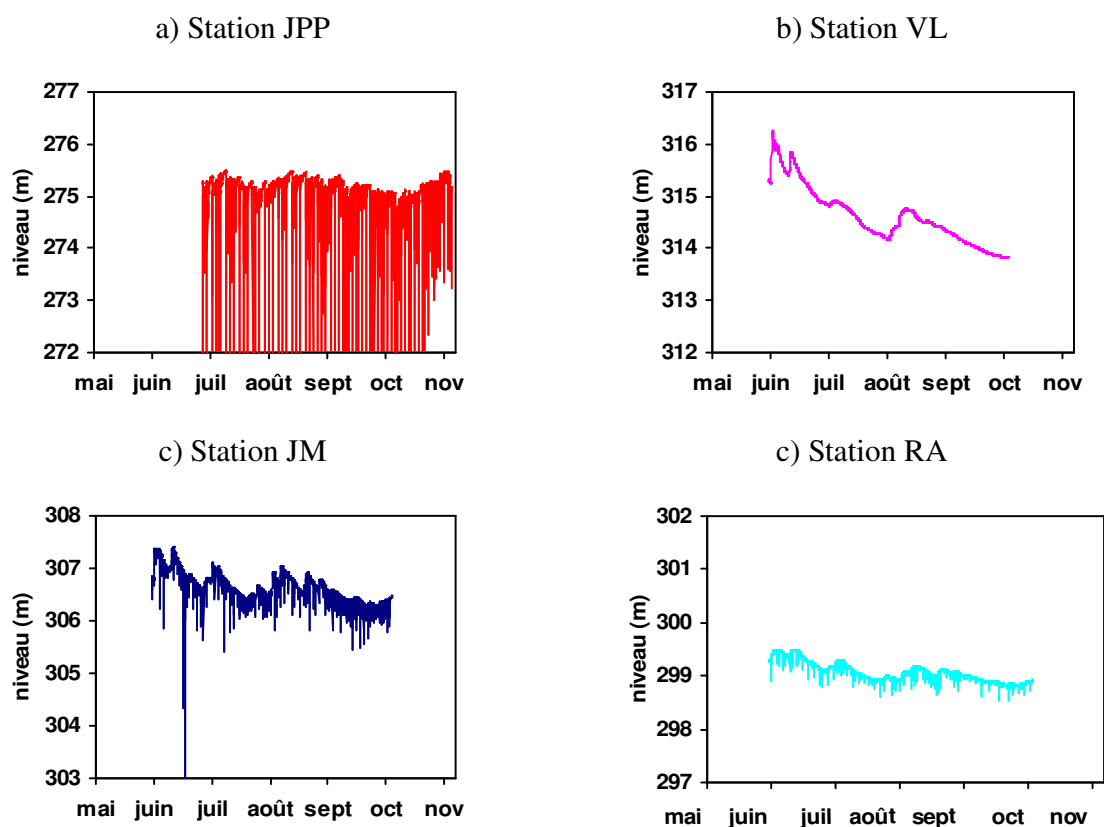 a) Station JPP
277
276
275
274
273
272
niveau (m)
mai juin juil août sept oct nov
b) Station VL
317
316
315
314
313
312
niveau (m)
mai juin juil août sept oct nov
c) Station JM
308
307
306
305
304
303
niveau (m)
mai juin juil août sept oct nov
c) Station RA
302
301
300
299
298
297
niveau (m)
mai juin juil août sept oct nov